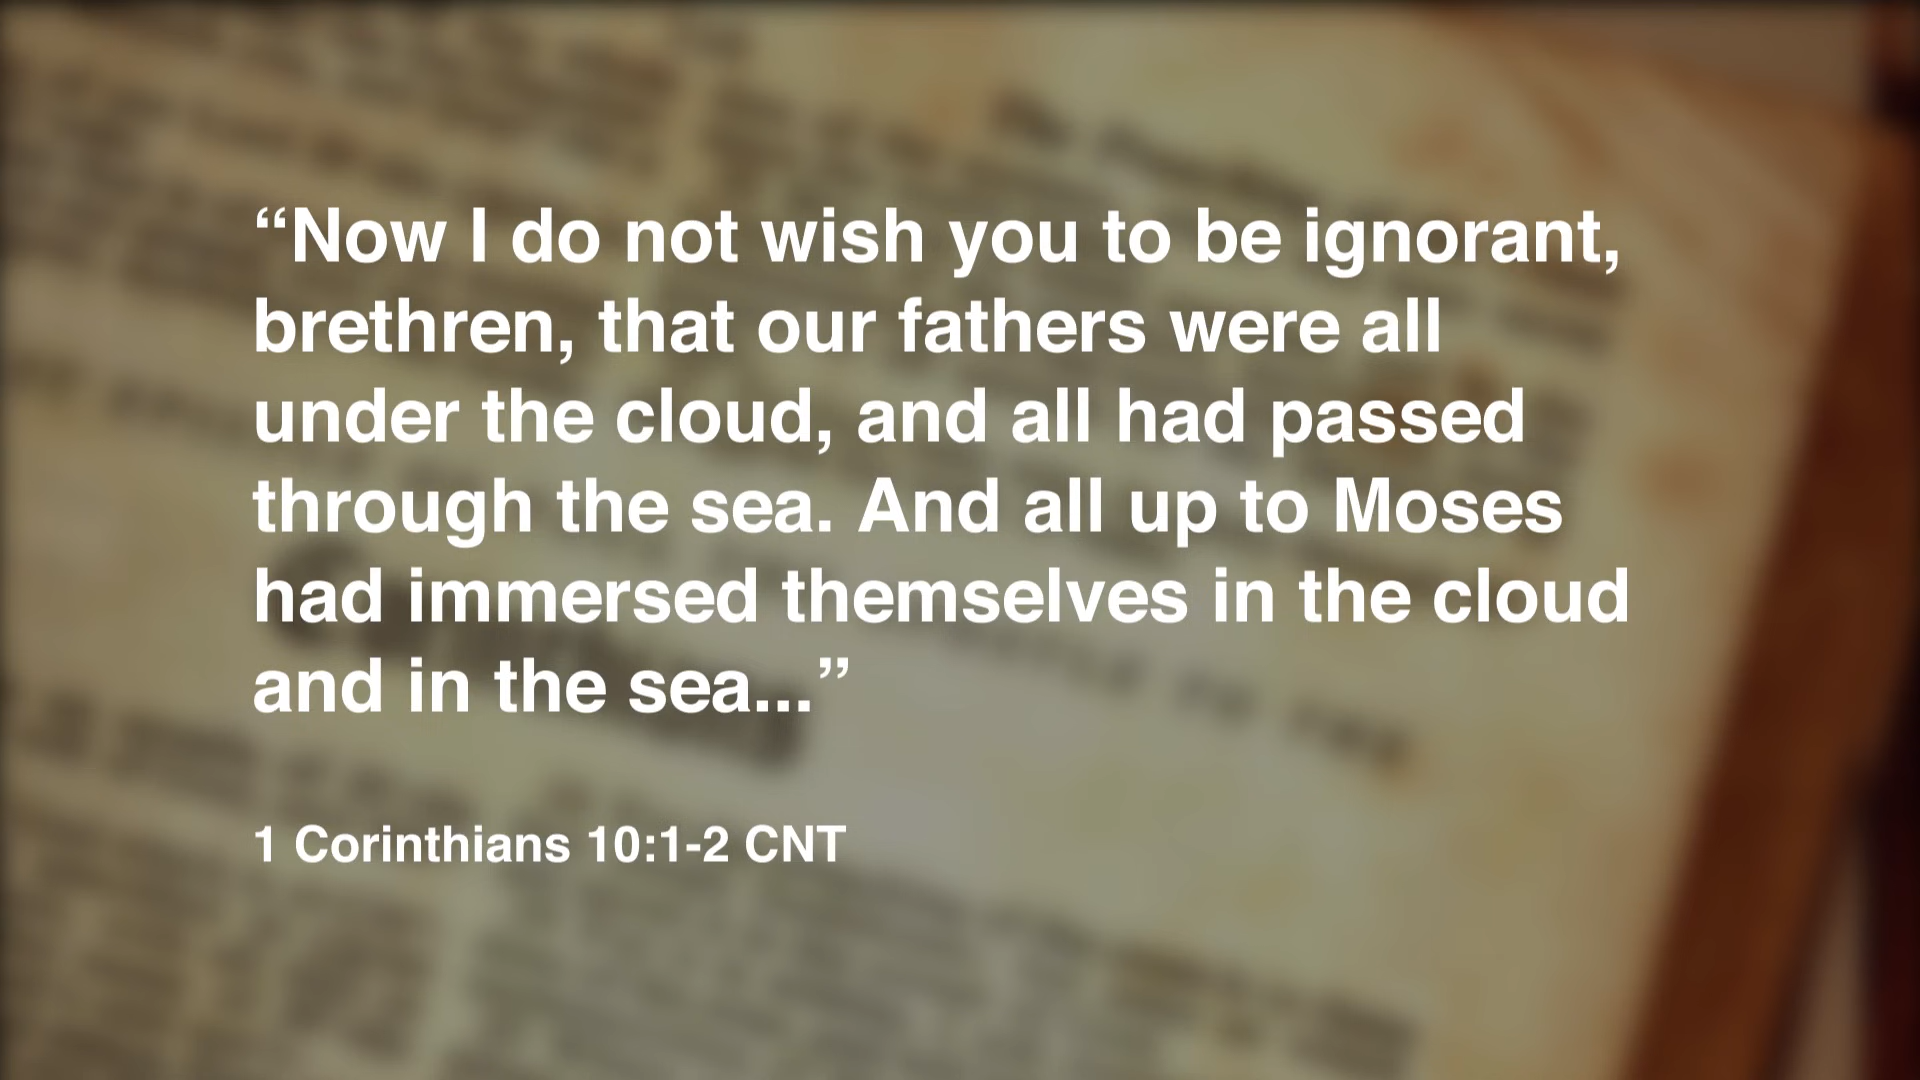 “Now I do not wish you to be ignorant,
brethren, that our fathers were all
under the cloud, and all had passed
through the sea. And all up to Moses
had immersed themselves in the cloud
and in the sea...”
1 Corinthians 10:1-2 CNT